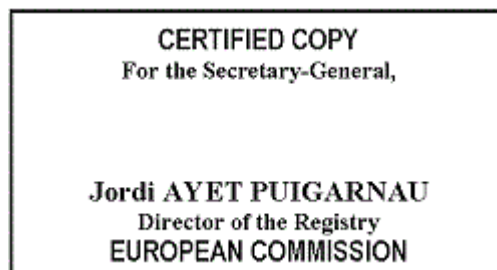 CERTIFIED COPY
For the Secretary-General,
Jordi AYET PUIGARNAU
Director of the Registry
EUROPEAN COMMISSION